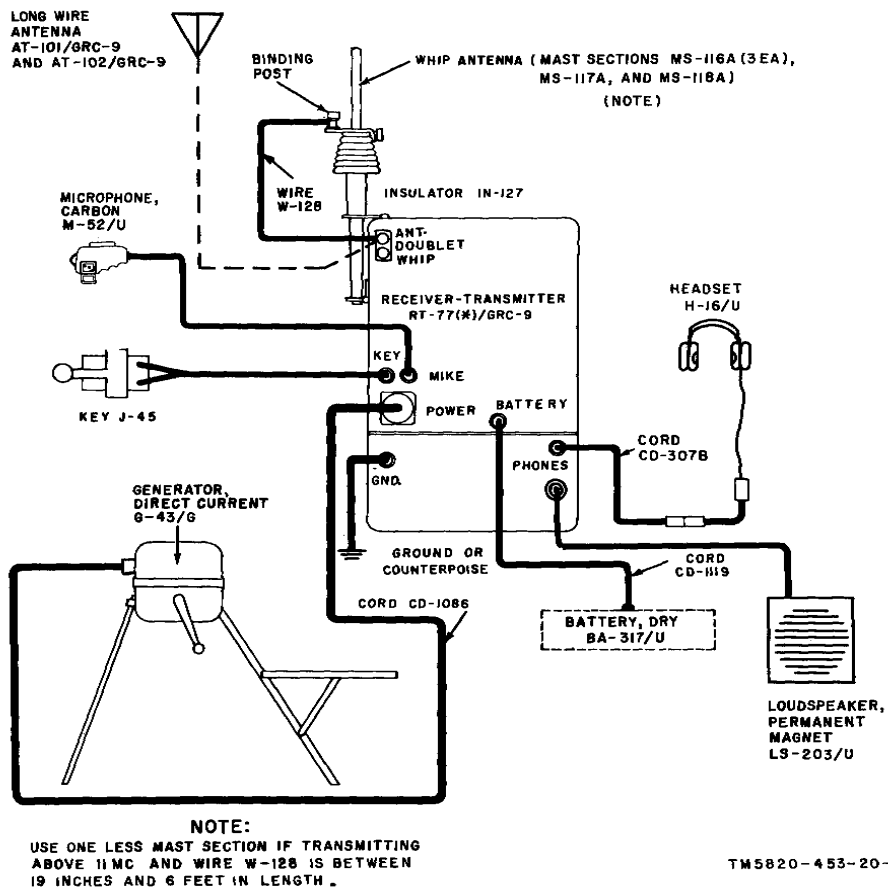 LONG WIRE
ANTENNA
AT-101/GRC-9
AND AT-102/GRC-9
BINDING
POST
WHIP ANTENNA (MAST SECTIONS MS-116A (3EA),
MS-117A, AND MS-118A)
(NOTE)
WIRE
W-128
INSULATOR IN-127
MICROPHONE,
CARBON
M-52/U
ANT-
DOUBLET
WHIP
RECEIVER-TRANSMITTER
RT-77(*)/GRC-9
HEADSET
H-16/U
KEY
MIKE
KEY J-45
POWER
BATTERY
CORD
CD-307B
PHONES
GND.
GENERATOR,
DIRECT CURRENT
G-43/G
GROUND OR
COUNTERPOISE
CORD
CD-1119
CORD CD-1086
BATTERY, DRY
BA-317/U
LOUDSPEAKER,
PERMANENT
MAGNET
LS-203/U
NOTE:
USE ONE LESS MAST SECTION IF TRANSMITTING
ABOVE 11 MC AND WIRE W-128 IS BETWEEN
19 INCHES AND 6 FEET IN LENGTH.
TM5820-453-20-